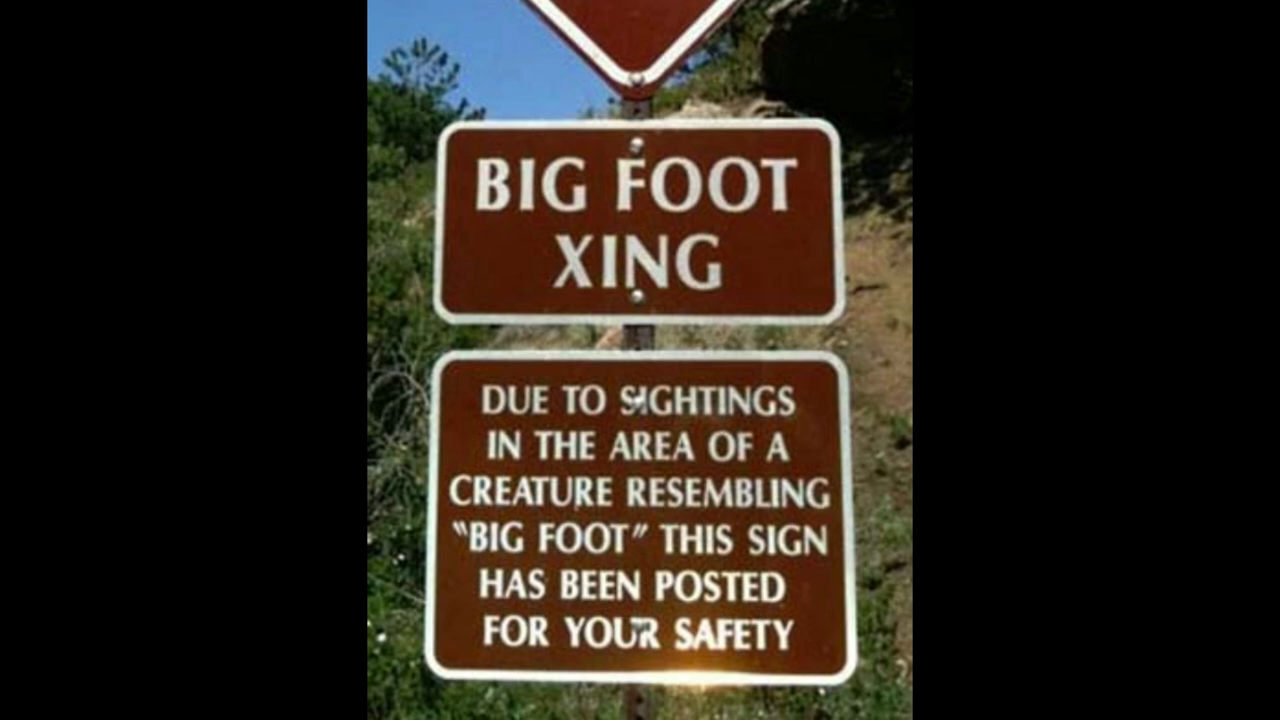 BIG FOOT
XING
DUE TO SIGHTINGS
IN THE AREA OF A
CREATURE RESEMBLING
"BIG FOOT" THIS SIGN
HAS BEEN POSTED
FOR YOUR SAFETY